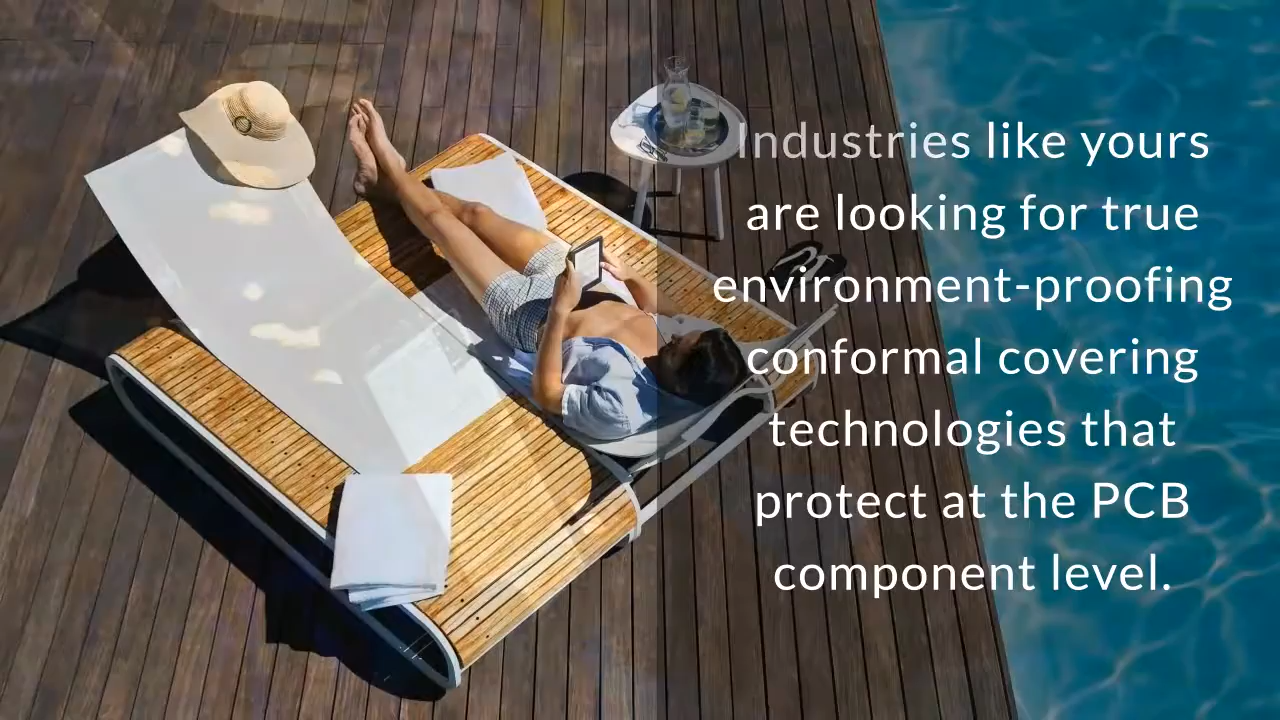 Industries like yours
are looking for true
environment-proofing
conformal covering
technologies that
protect at the PCB
component level.